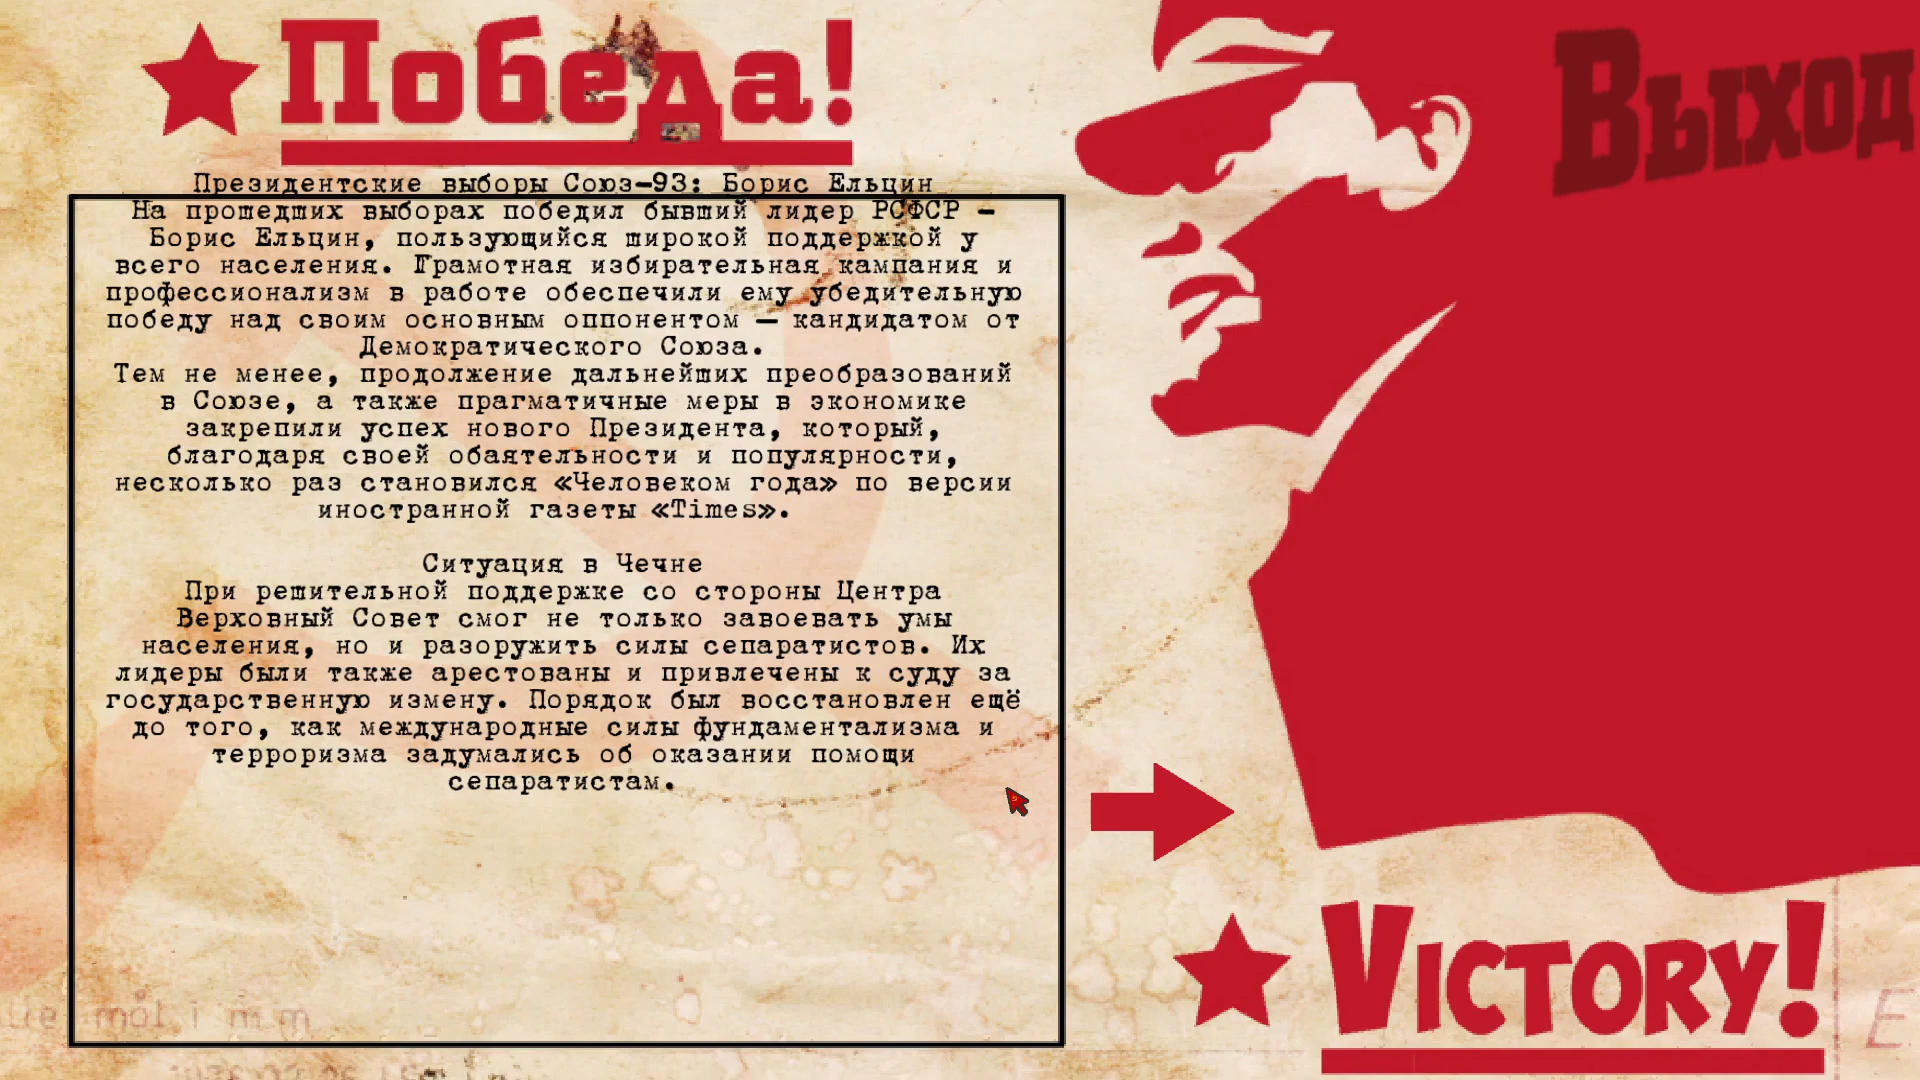 Победа!
Выход
Президентские выборы Союз-93: Борис Ельцин
На прошедших выборах победил бывший лидер РСФСР –
Борис Ельцин, пользующийся широкой поддержкой у
всего населения. Грамотная избирательная кампания и
профессионализм в работе обеспечили ему убедительную
победу над своим основным оппонентом – кандидатом от
Демократического Союза.
Тем не менее, продолжение дальнейших преобразований
в Союзе, а также прагматичные меры в экономике
закрепили успех нового Президента, который,
благодаря своей обаятельности и популярности,
несколько раз становился «Человеком года» по версии
иностранной газеты «Times».
Ситуация в Чечне
При решительной поддержке со стороны Центра
Верховный Совет смог не только завоевать умы
населения, но и разоружить силы сепаратистов. Их
лидеры были также арестованы и привлечены к суду за
государственную измену. Порядок был восстановлен ещё
до того, как международные силы фундаментализма и
терроризма задумались об оказании помощи
сепаратистам.
Victory!